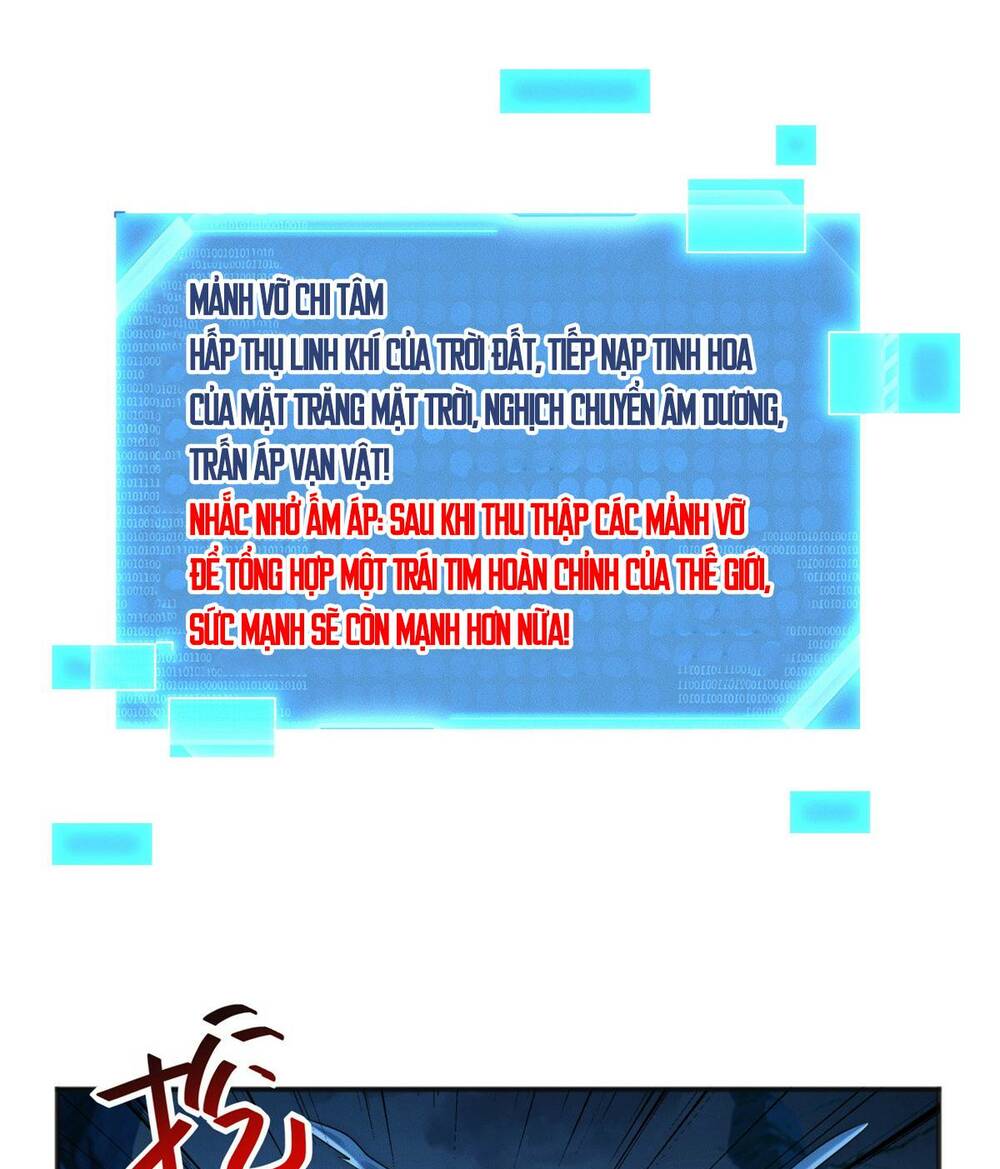 MẢNH VỠ CHI TÂM
HẤP THỤ LINH KHÍ CỦA TRỜI ĐẤT, TIẾP NẠP TINH HOA
CỦA MẶT TRĂNG MẶT TRỜI, NGHỊCH CHUYỂN ÂM DƯƠNG,
TRẤN ÁP VẠN VẬT!
NHẮC NHỞ ẤM ÁP: SAU KHI THU THẬP CÁC MẢNH VỠ
ĐỂ TỔNG HỢP MỘT TRÁI TIM HOÀN CHỈNH CỦA THẾ GIỚI,
SỨC MẠNH SẼ CÒN MẠNH HƠN NỮA!